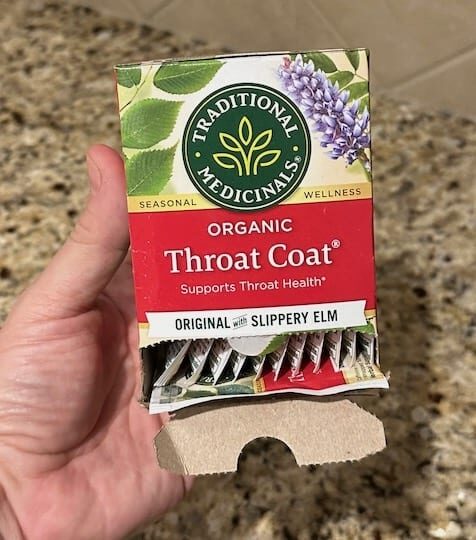 TRADITIONAL
MEDICINALS®
SEASONAL WELLNESS
ORGANIC
Throat Coat®
Supports Throat Health*
ORIGINAL with SLIPPERY ELM